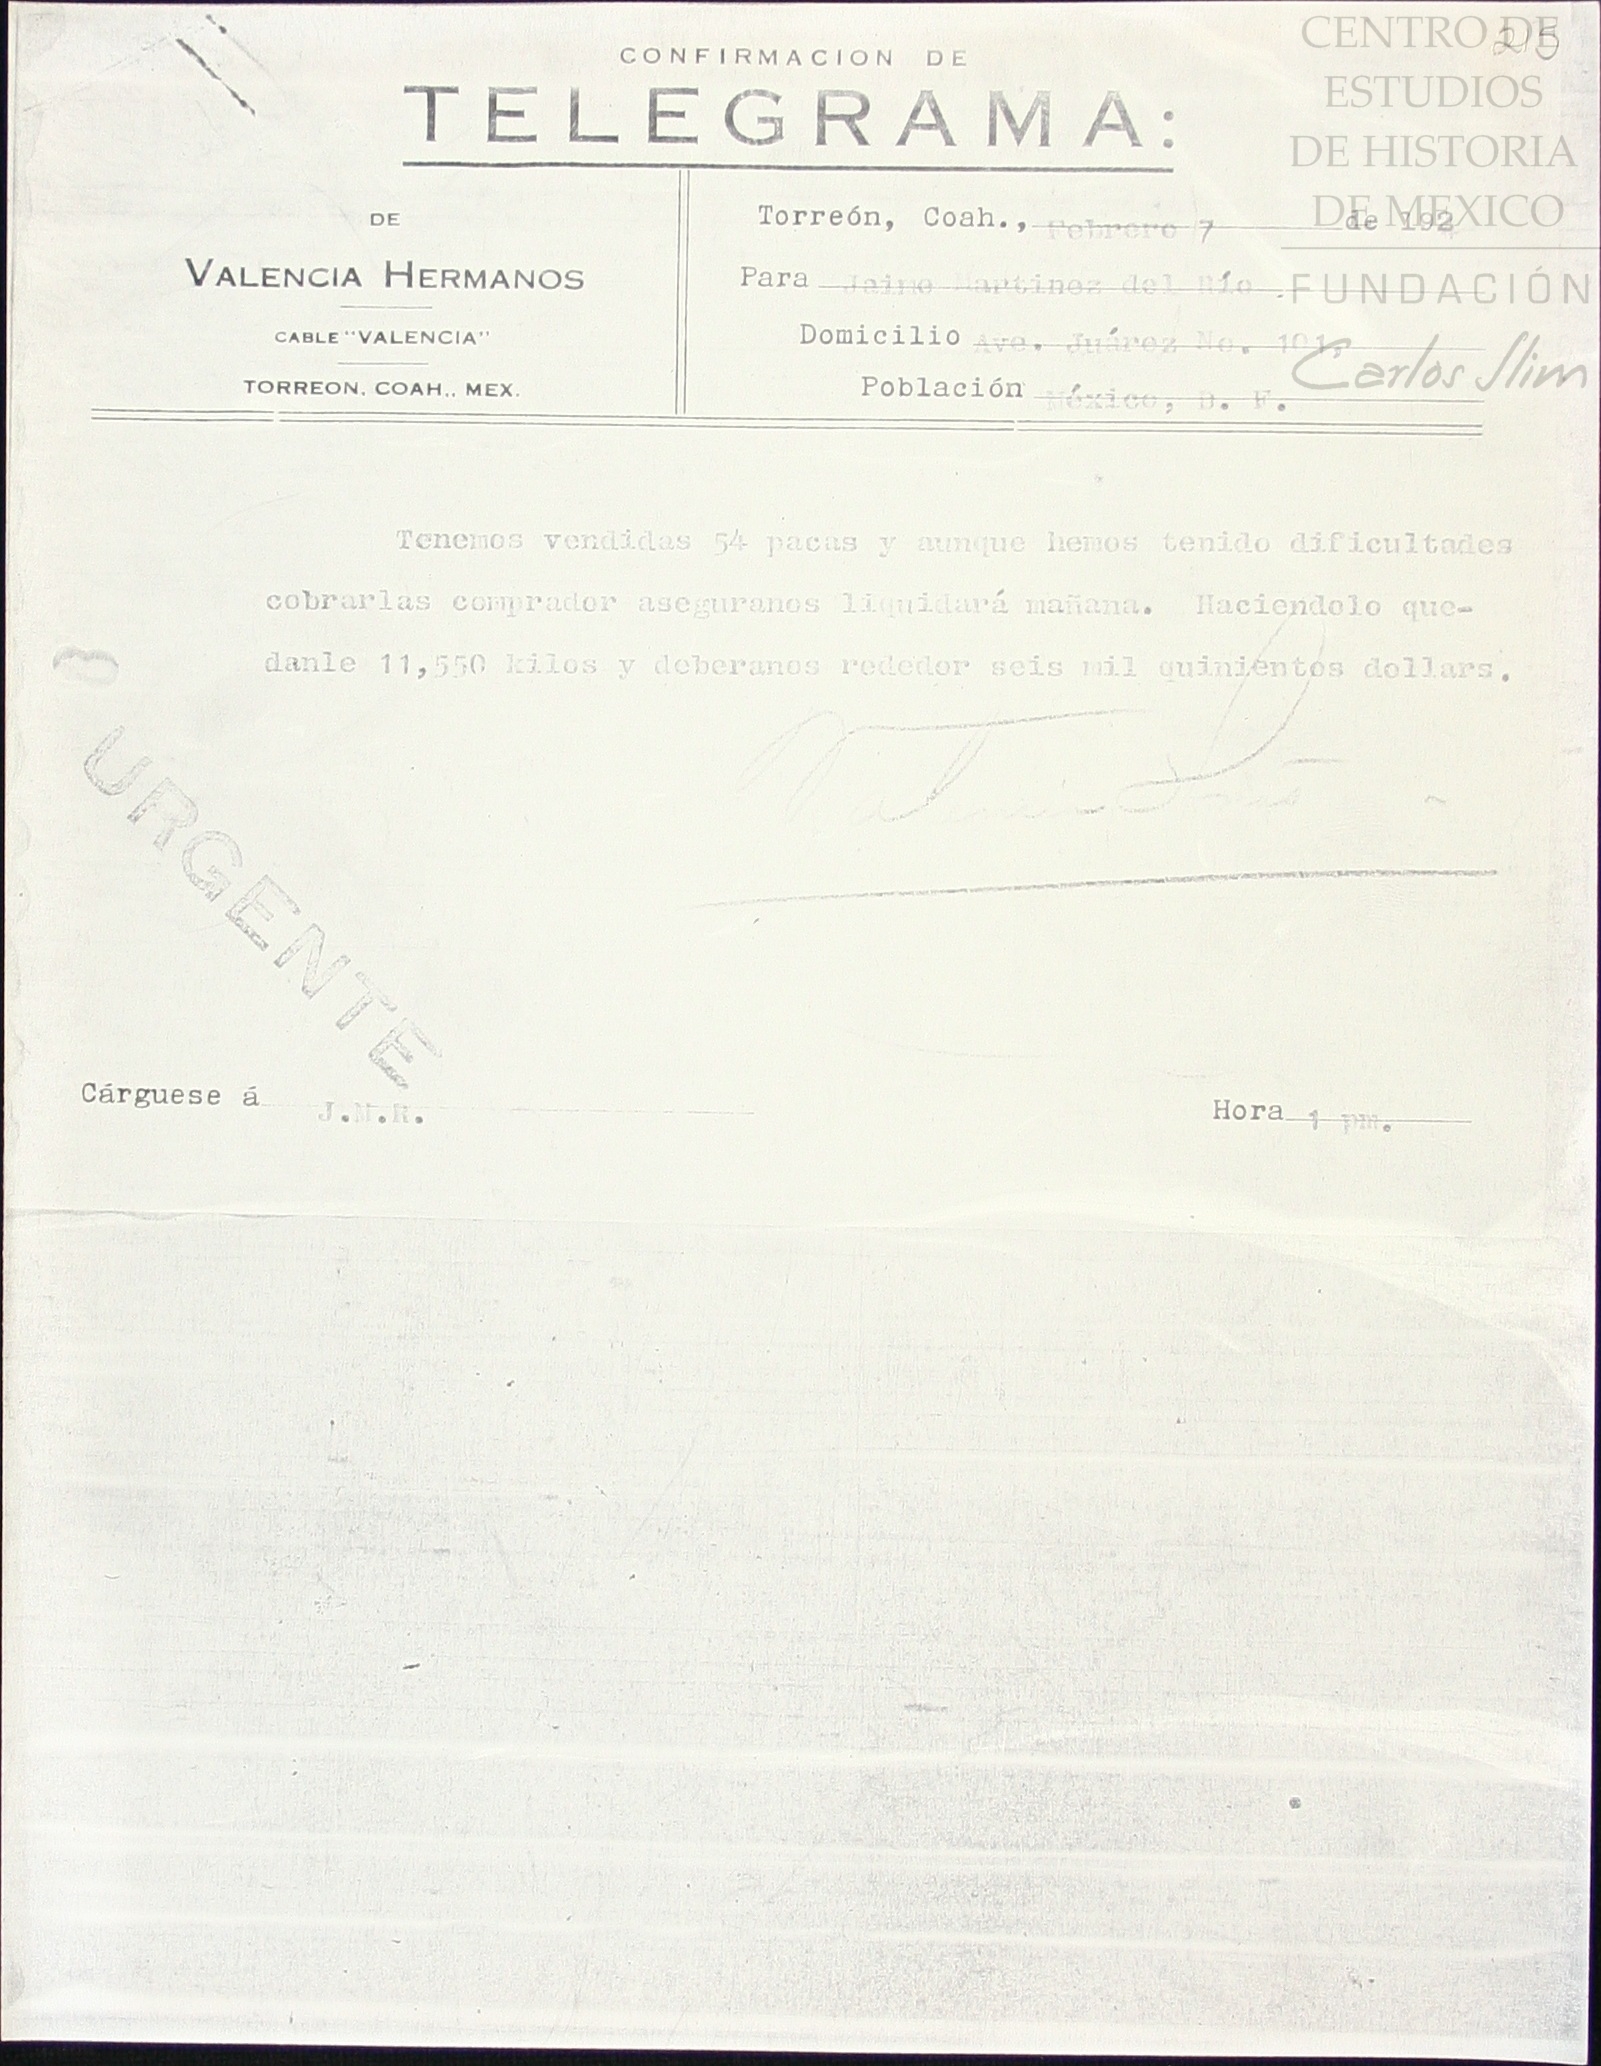 CONFIRMACION DE
TELEGRAMA:
DE
VALENCIA HERMANOS
CABLE "VALENCIA"
TORREON, COAH., MEX.
Torreón, Coah., Febrero 7 de 192
Para Jaime Martinez del Río
Domicilio Ave. Juárez No. 101,
Población México, D. F.
Tenemos vendidas 54 pacas y aunque hemos tenido dificultades
cobrarlas comprador aseguranos liquidará mañana. Haciendolo que-
danle 11,550 kilos y deberanos rededor seis mil quinientos dollars.
URGENTE
Cárguese á J.M.R.
Hora 1 pm.
215
CENTRO DE
ESTUDIOS
DE HISTORIA
DE MEXICO
FUNDACIÓN
Carlos Slim